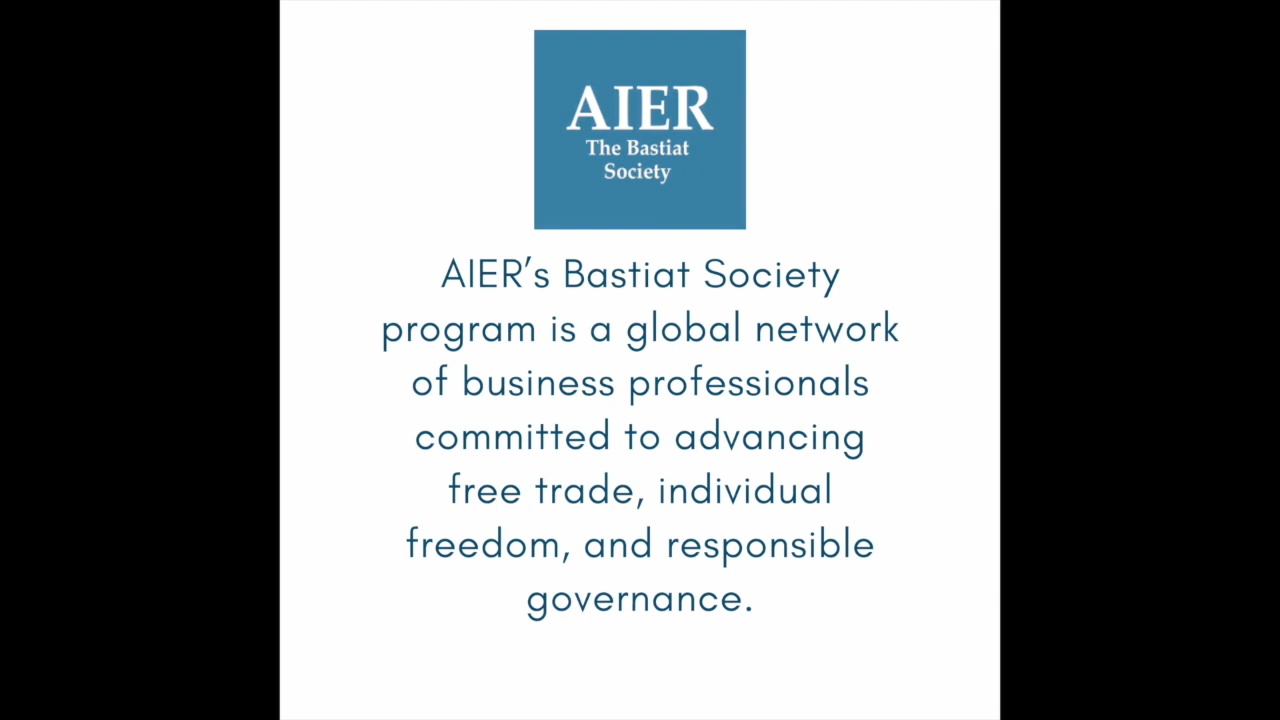 AIER
The Bastiat
Society
AIER’s Bastiat Society
program is a global network
of business professionals
committed to advancing
free trade, individual
freedom, and responsible
governance.